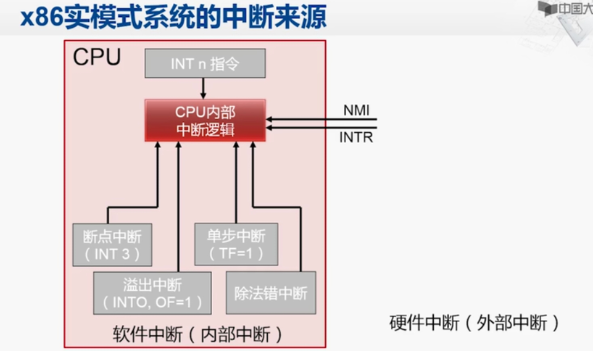 x86实模式系统的中断来源
中国大
CPU
INT n 指令
CPU内部
中断逻辑
NMI
INTR
断点中断
（INT 3）
单步中断
（TF=1）
溢出中断
（INTO, OF=1）
除法错中断
软件中断（内部中断）
硬件中断（外部中断）